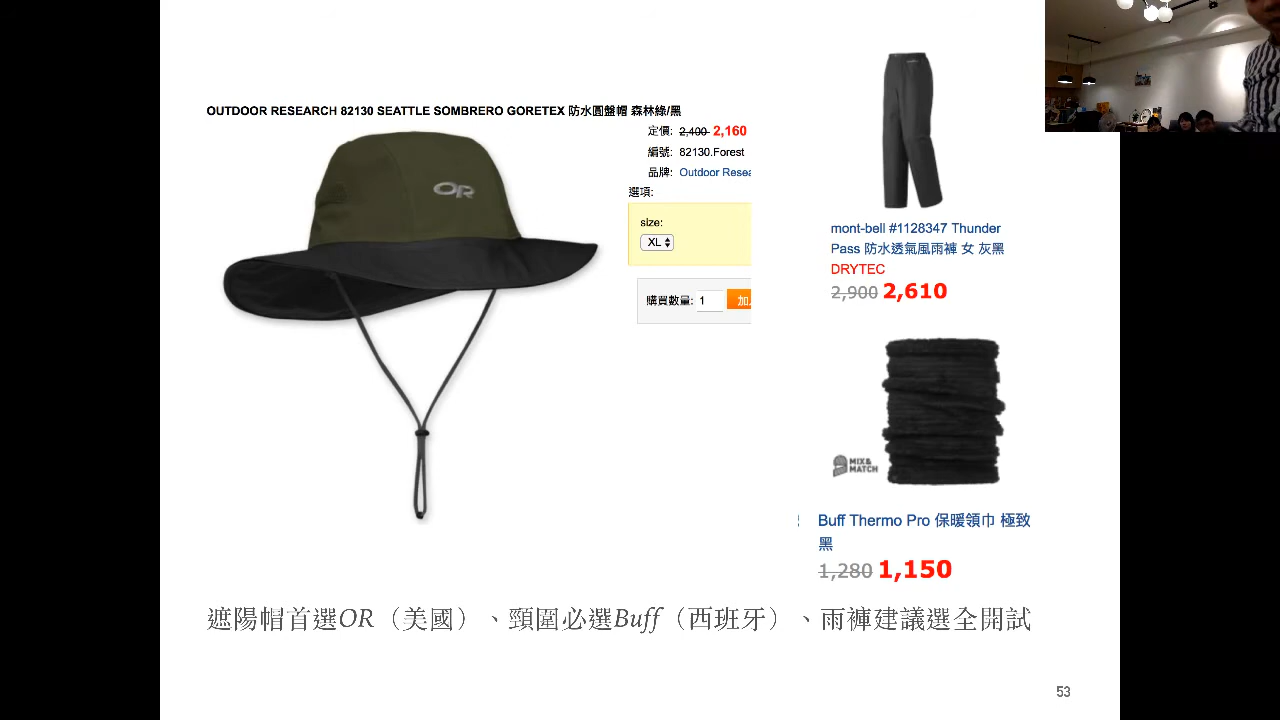 OUTDOOR RESEARCH 82130 SEATTLE SOMBRERO GORETEX 防水圓盤帽 森林綠/黑
定價: 2,400 2,160
編號: 82130.Forest
品牌: Outdoor Resea
選項:
size:
XL
購買數量: 1 加
OR
mont-bell #1128347 Thunder
Pass 防水透氣風雨褲 女 灰黑
DRYTEC
2,900 2,610
MIX&
MATCH
Buff Thermo Pro 保暖領巾 極致
黑
1,280 1,150
遮陽帽首選OR（美國）、頸圍必選Buff（西班牙）、雨褲建議選全開試
53